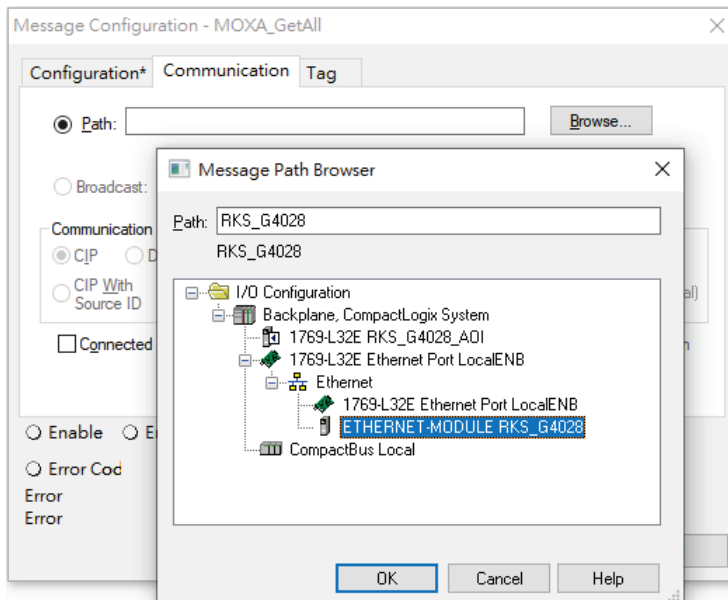 Message Configuration - MOXA_GetAll
Configuration* Communication Tag
Path: Browse...
Message Path Browser
Broadcast:
Path: RKS_G4028
RKS_G4028
Communication
CIP D
CIP With
Source ID
al)
Connected
I/O Configuration
Backplane, CompactLogix System
1769-L32E RKS_G4028_AOI
1769-L32E Ethernet Port LocalENB
Ethernet
1769-L32E Ethernet Port LocalENB
ETHERNET-MODULE RKS_G4028
CompactBus Local
Enable
Error Cod
Error
Error
OK Cancel Help